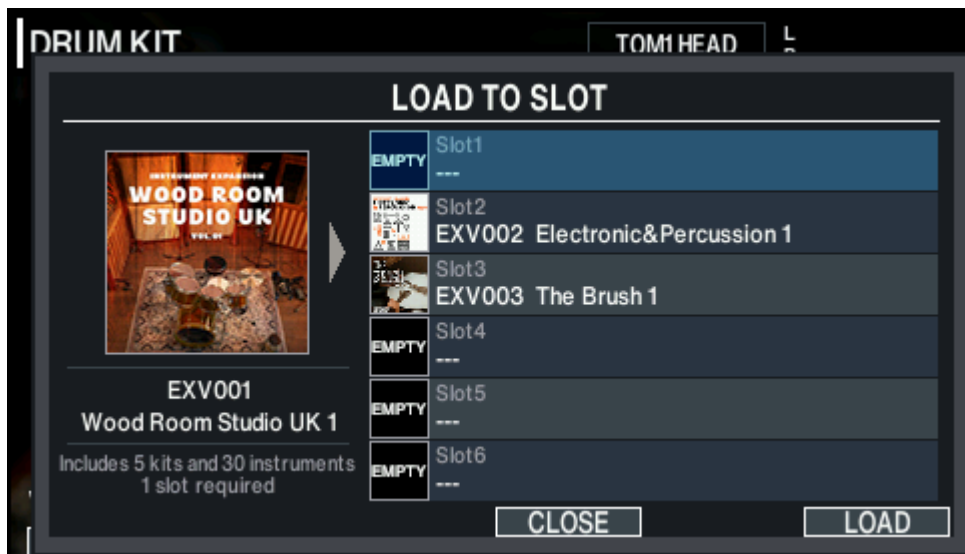 DRUM KIT
TOM1 HEAD
L
LOAD TO SLOT
INSTRUMENT EXPANSION
WOOD ROOM
STUDIO UK
VOL.01
EXV001
Wood Room Studio UK 1
Includes 5 kits and 30 instruments
1 slot required
EMPTY
Slot1
---
Slot2
EXV002 Electronic&Percussion 1
Slot3
EXV003 The Brush 1
EMPTY
Slot4
---
EMPTY
Slot5
---
EMPTY
Slot6
---
CLOSE
LOAD